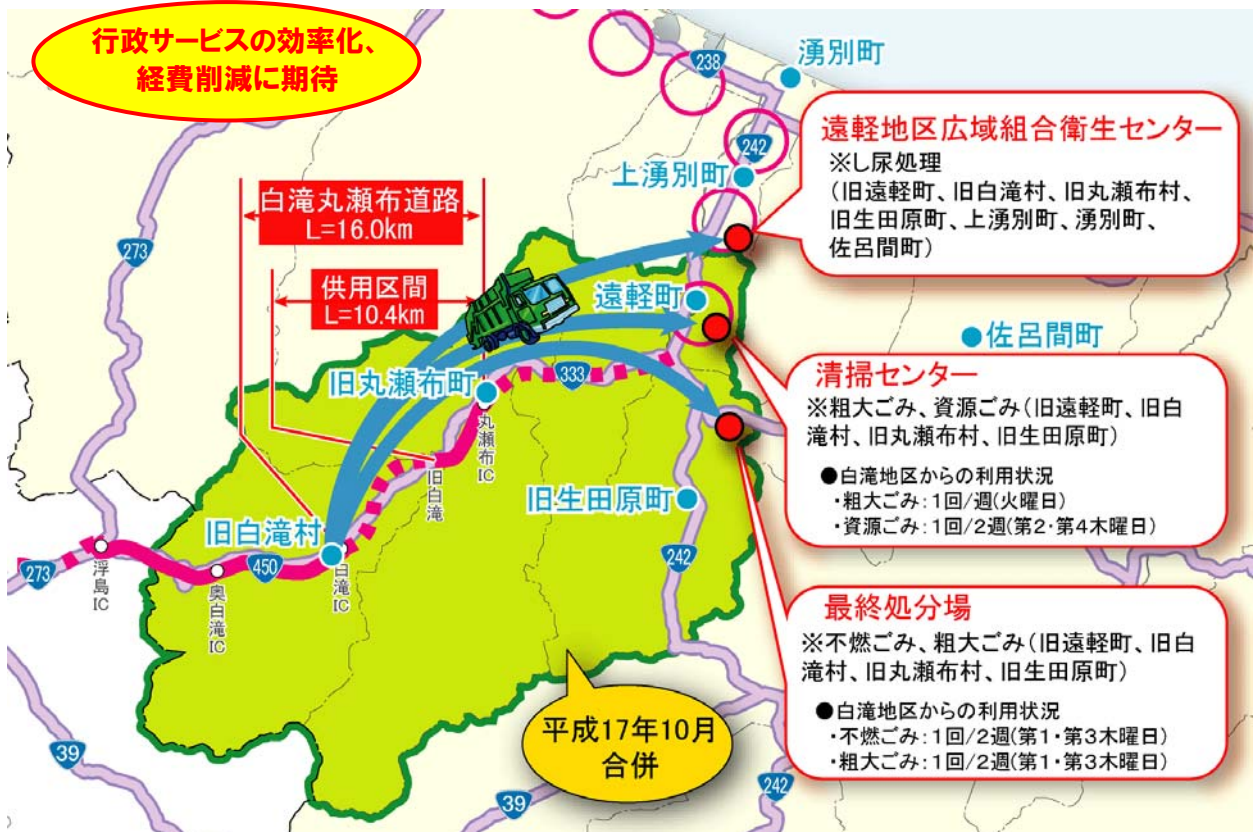 行政サービスの効率化、
経費削減に期待
湧別町
238
242
上湧別町
遠軽地区広域組合衛生センター
※し尿処理
(旧遠軽町、旧白滝村、旧丸瀬布村、
旧生田原町、上湧別町、湧別町、
佐呂間町)
白滝丸瀬布道路
L=16.0km
273
供用区間
L=10.4km
遠軽町
佐呂間町
旧丸瀬布町
333
丸瀬布IC
清掃センター
※粗大ごみ、資源ごみ(旧遠軽町、旧白
滝村、旧丸瀬布村、旧生田原町)
●白滝地区からの利用状況
・粗大ごみ:1回/週(火曜日)
・資源ごみ:1回/2週(第2・第4木曜日)
旧白滝
旧生田原町
旧白滝村
273
浮島IC
450
奥白滝IC
白滝IC
242
最終処分場
※不燃ごみ、粗大ごみ(旧遠軽町、旧白
滝村、旧丸瀬布村、旧生田原町)
●白滝地区からの利用状況
・不燃ごみ:1回/2週(第1・第3木曜日)
・粗大ごみ:1回/2週(第1・第3木曜日)
平成17年10月
合併
39
39
242